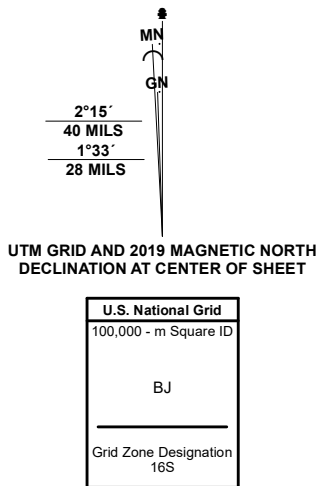 MN
GN
2°15´
40 MILS
1°33´
28 MILS
UTM GRID AND 2019 MAGNETIC NORTH
DECLINATION AT CENTER OF SHEET
U.S. National Grid
100,000 - m Square ID
BJ
Grid Zone Designation
16S